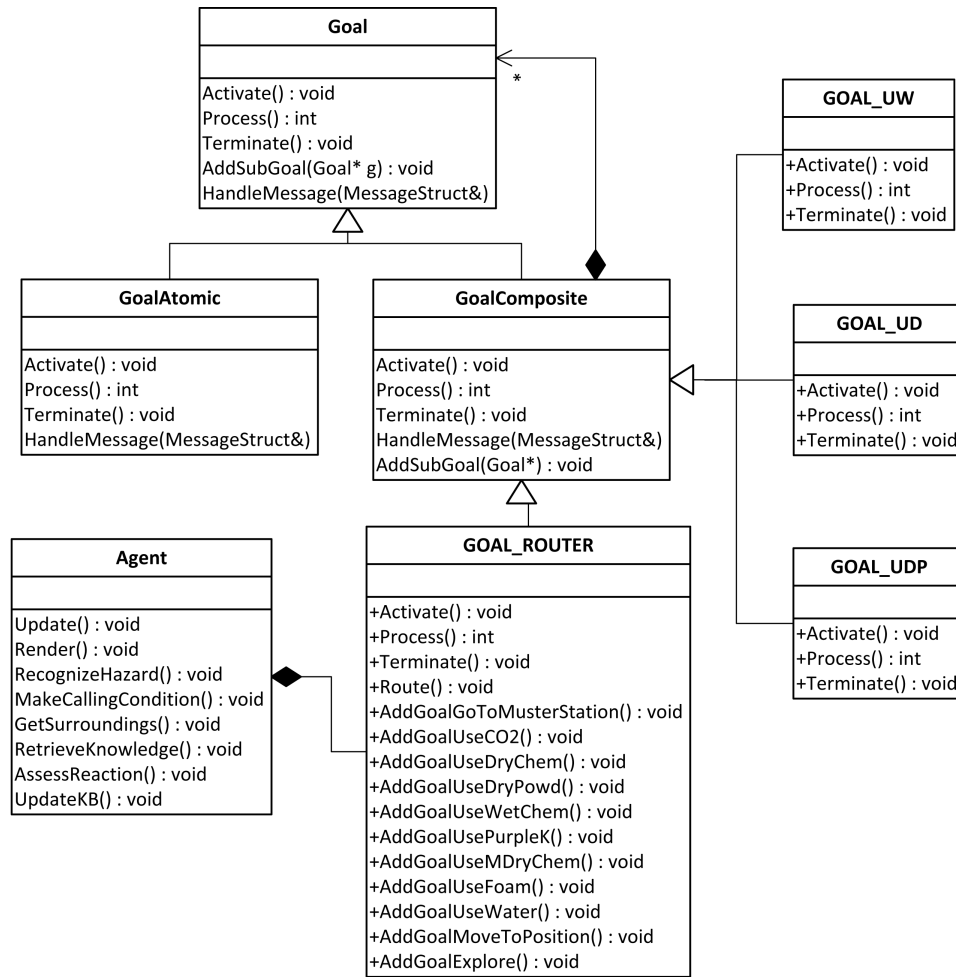 Goal
Activate() : void
Process() : int
Terminate() : void
AddSubGoal(Goal* g) : void
HandleMessage(MessageStruct&)
*
GOAL_UW
+Activate() : void
+Process() : int
+Terminate() : void
GoalAtomic
Activate() : void
Process() : int
Terminate() : void
HandleMessage(MessageStruct&)
GoalComposite
Activate() : void
Process() : int
Terminate() : void
HandleMessage(MessageStruct&)
AddSubGoal(Goal*) : void
GOAL_UD
+Activate() : void
+Process() : int
+Terminate() : void
Agent
Update() : void
Render() : void
RecognizeHazard() : void
MakeCallingCondition() : void
GetSurroundings() : void
RetrieveKnowledge() : void
AssessReaction() : void
UpdateKB() : void
GOAL_ROUTER
+Activate() : void
+Process() : int
+Terminate() : void
+Route() : void
+AddGoalGoToMusterStation() : void
+AddGoalUseCO2() : void
+AddGoalUseDryChem() : void
+AddGoalUseDryPowd() : void
+AddGoalUseWetChem() : void
+AddGoalUsePurpleK() : void
+AddGoalUseMDryChem() : void
+AddGoalUseFoam() : void
+AddGoalUseWater() : void
+AddGoalMoveToPosition() : void
+AddGoalExplore() : void
GOAL_UDP
+Activate() : void
+Process() : int
+Terminate() : void